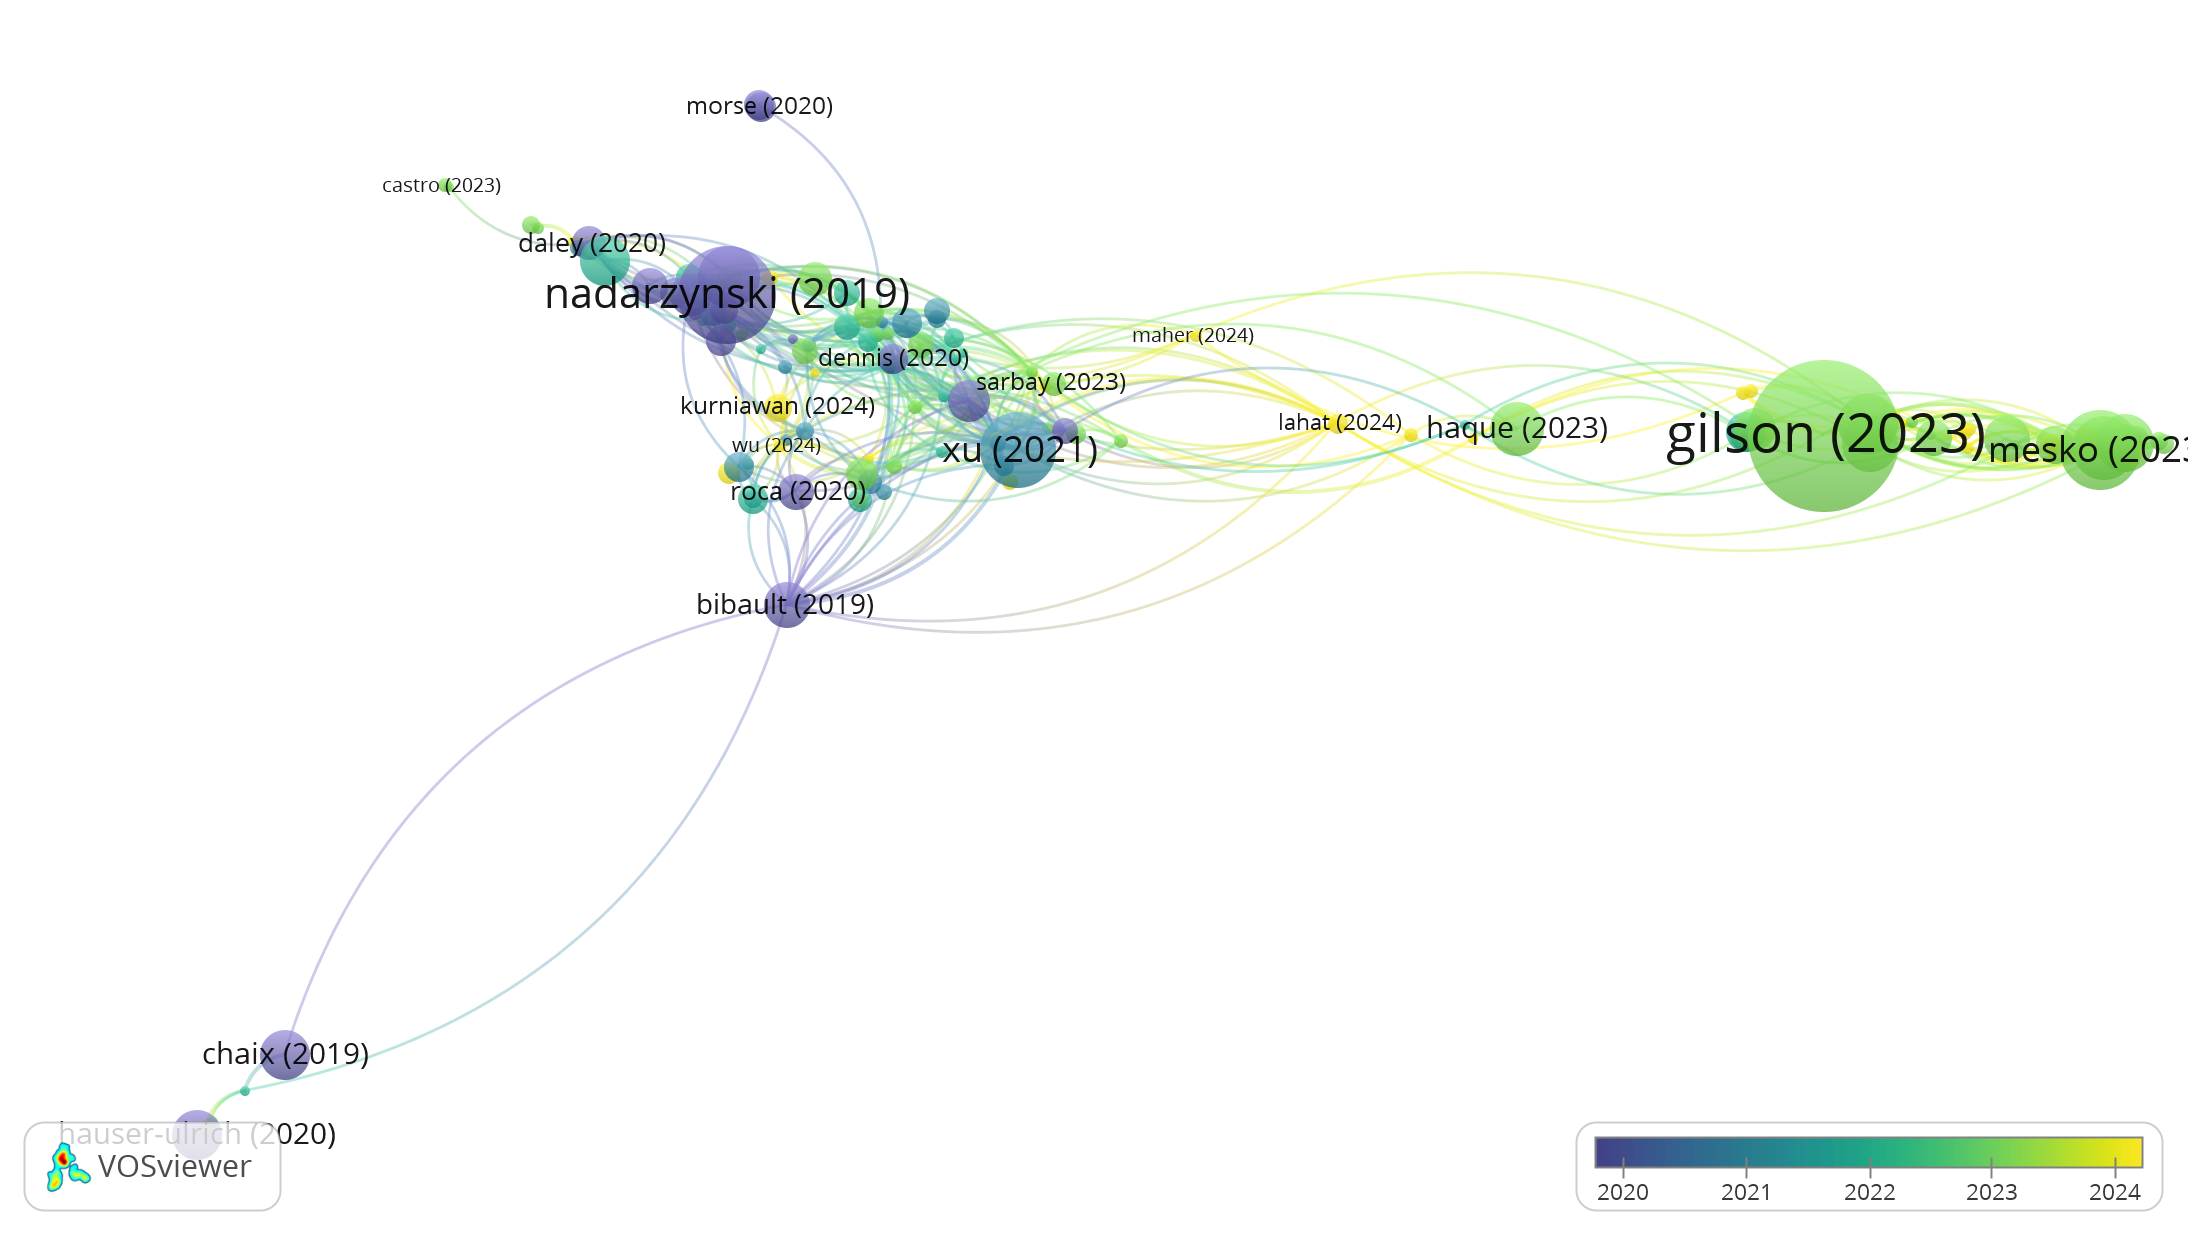 morse (2020)
castro (2023)
daley (2020)
nadarzynski (2019)
maher (2024)
dennis (2020)
sarbay (2023)
kurniawan (2024)
lahat (2024)
haque (2023)
gilson (2023)
wu (2024)
xu (2021)
mesko (2023
roca (2020)
bibault (2019)
chaix (2019)
hauser-ulrich (2020)
VOSviewer
2020 2021 2022 2023 2024